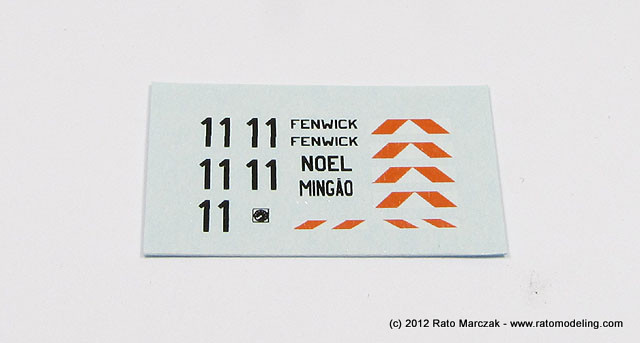 11 11 FENWICK
FENWICK
11 11 NOEL
MINGÃO
11
(c) 2012 Rato Marczak - www.ratomodeling.com